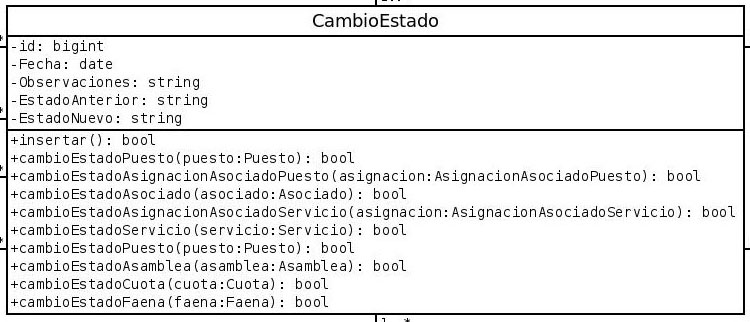 CambioEstado
-id: bigint
-Fecha: date
-Observaciones: string
-EstadoAnterior: string
-EstadoNuevo: string
+insertar(): bool
+cambioEstadoPuesto(puesto:Puesto): bool
+cambioEstadoAsignacionAsociadoPuesto(asignacion:AsignacionAsociadoPuesto): bool
+cambioEstadoAsociado(asociado:Asociado): bool
+cambioEstadoAsignacionAsociadoServicio(asignacion:AsignacionAsociadoServicio): bool
+cambioEstadoServicio(servicio:Servicio): bool
+cambioEstadoPuesto(puesto:Puesto): bool
+cambioEstadoAsamblea(asamblea:Asamblea): bool
+cambioEstadoCuota(cuota:Cuota): bool
+cambioEstadoFaena(faena:Faena): bool